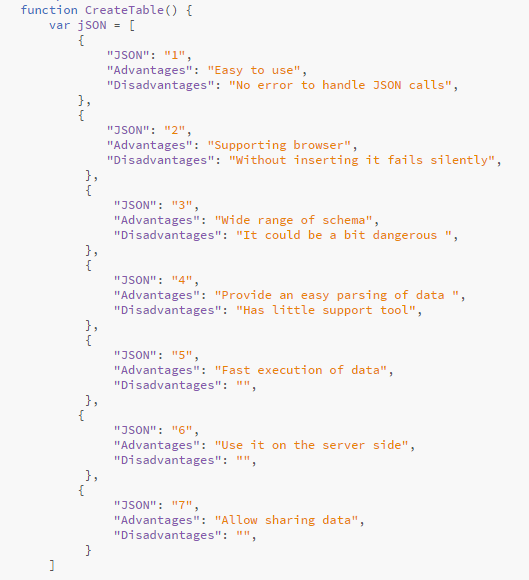 function CreateTable() {
var jSON = [
{
"JSON": "1",
"Advantages": "Easy to use",
"Disadvantages": "No error to handle JSON calls",
},
{
"JSON": "2",
"Advantages": "Supporting browser",
"Disadvantages": "Without inserting it fails silently",
},
{
"JSON": "3",
"Advantages": "Wide range of schema",
"Disadvantages": "It could be a bit dangerous ",
},
{
"JSON": "4",
"Advantages": "Provide an easy parsing of data ",
"Disadvantages": "Has little support tool",
},
{
"JSON": "5",
"Advantages": "Fast execution of data",
"Disadvantages": "",
},
{
"JSON": "6",
"Advantages": "Use it on the server side",
"Disadvantages": "",
},
{
"JSON": "7",
"Advantages": "Allow sharing data",
"Disadvantages": "",
}
]